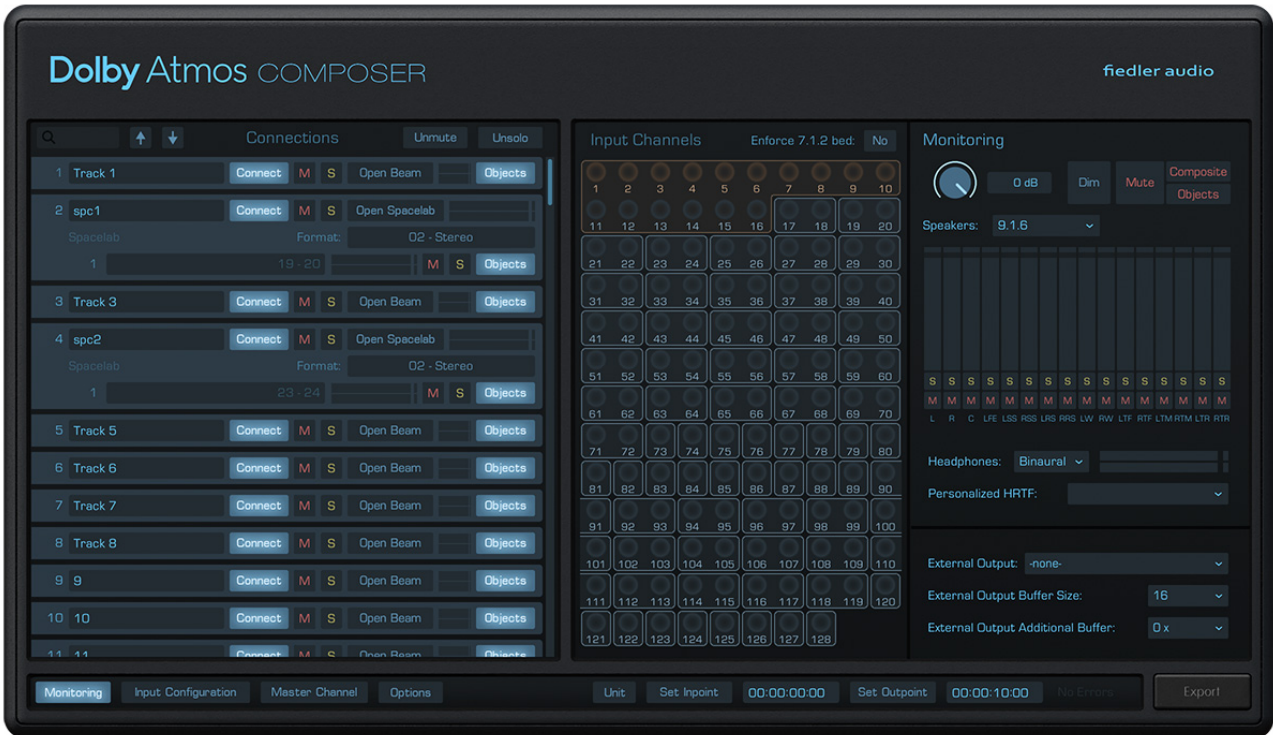 Dolby Atmos COMPOSER
fiedler audio
Connections Unmute Unsolo
1 Track 1 Connect M S Open Beam Objects
2 spc1 Connect M S Open Spacelab
Spacelab Format: 02 - Stereo
1 19 - 20 M S Objects
3 Track 3 Connect M S Open Beam Objects
4 spc2 Connect M S Open Spacelab
Spacelab Format: 02 - Stereo
1 23 - 24 M S Objects
5 Track 5 Connect M S Open Beam Objects
6 Track 6 Connect M S Open Beam Objects
7 Track 7 Connect M S Open Beam Objects
8 Track 8 Connect M S Open Beam Objects
9 9 Connect M S Open Beam Objects
10 10 Connect M S Open Beam Objects
11 11 Connect M S Open Beam Objects
Input Channels Enforce 7.1.2 bed: No
1 2 3 4 5 6 7 8 9 10
11 12 13 14 15 16 17 18 19 20
21 22 23 24 25 26 27 28 29 30
31 32 33 34 35 36 37 38 39 40
41 42 43 44 45 46 47 48 49 50
51 52 53 54 55 56 57 58 59 60
61 62 63 64 65 66 67 68 69 70
71 72 73 74 75 76 77 78 79 80
81 82 83 84 85 86 87 88 89 90
91 92 93 94 95 96 97 98 99 100
101 102 103 104 105 106 107 108 109 110
111 112 113 114 115 116 117 118 119 120
121 122 123 124 125 126 127 128
Monitoring
0 dB Dim Mute Composite
Objects
Speakers: 9.1.6
S S S S S S S S S S S S S S S S
M M M M M M M M M M M M M M M M
L R C LFE LSS RSS LRS RRS LW RW LTF RTF LTM RTM LTR RTR
Headphones: Binaural
Personalized HRTF:
External Output: -none-
External Output Buffer Size: 16
External Output Additional Buffer: 0 x
Monitoring Input Configuration Master Channel Options Unit Set Inpoint 00:00:00:00 Set Outpoint 00:00:10:00 No Errors Export